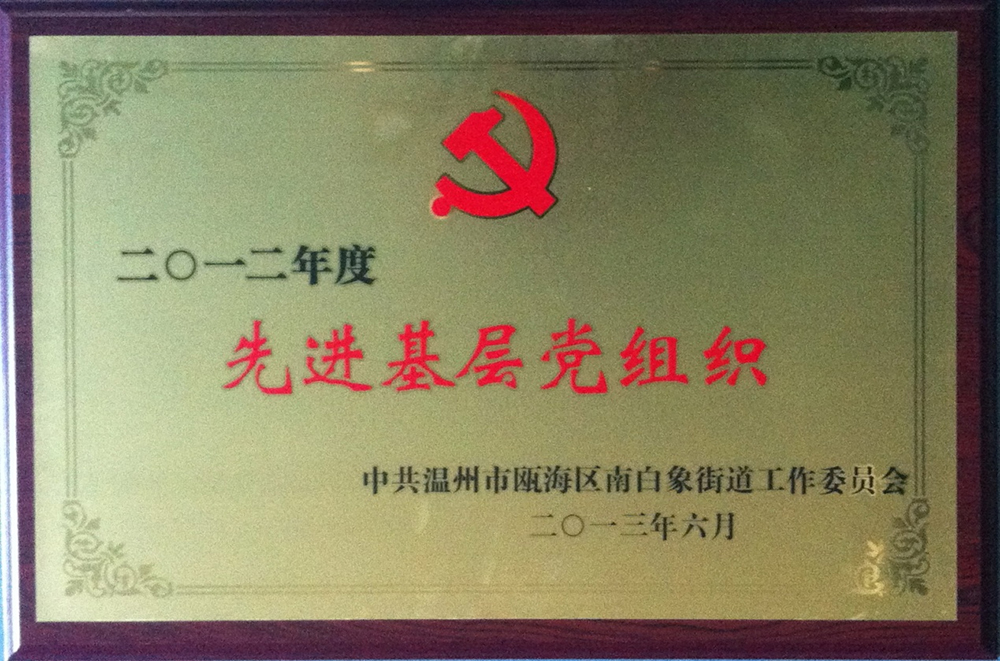 二〇一二年度
先进基层党组织
中共温州市瓯海区南白象街道工作委员会
二〇一三年六月